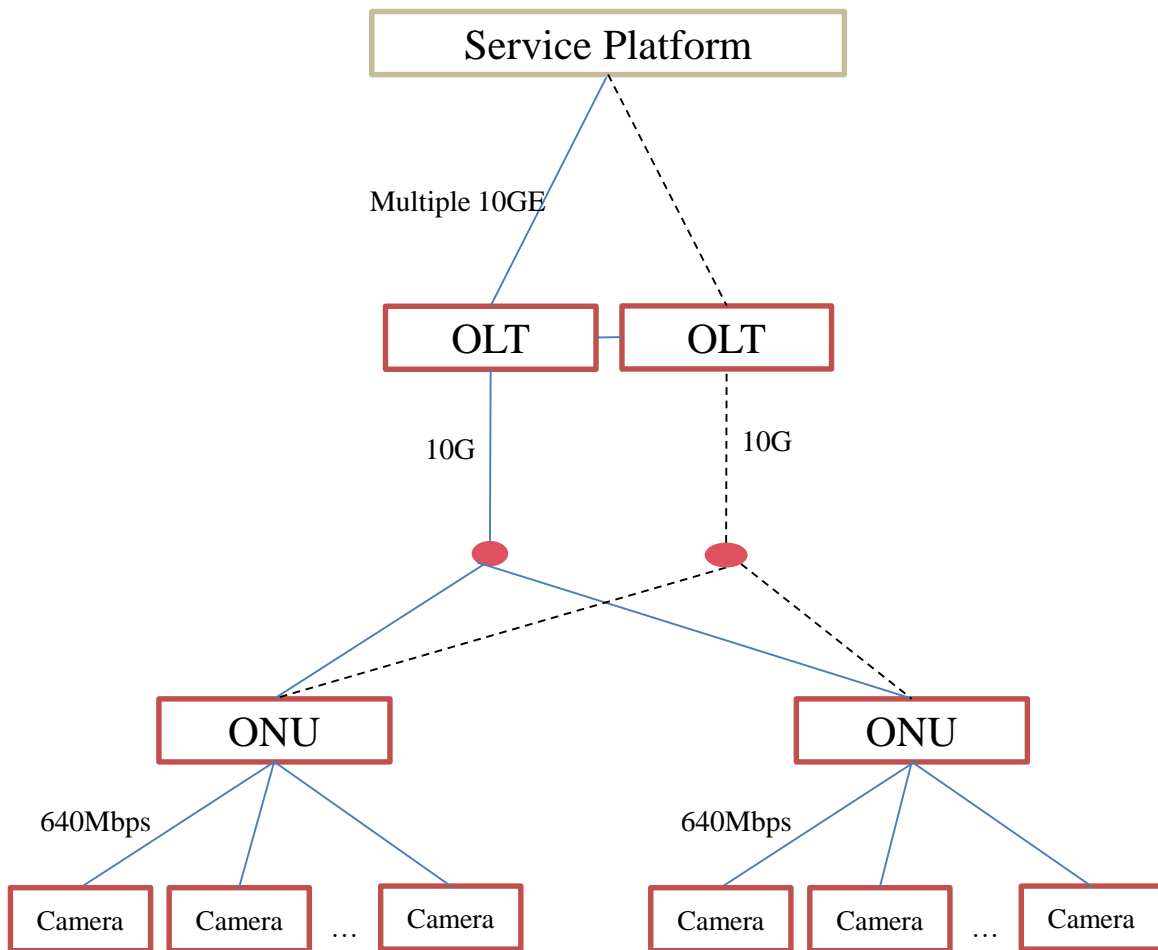 Service Platform
Multiple 10GE
OLT
OLT
10G
10G
ONU
ONU
640Mbps
640Mbps
Camera
Camera
…
Camera
Camera
Camera
…
Camera